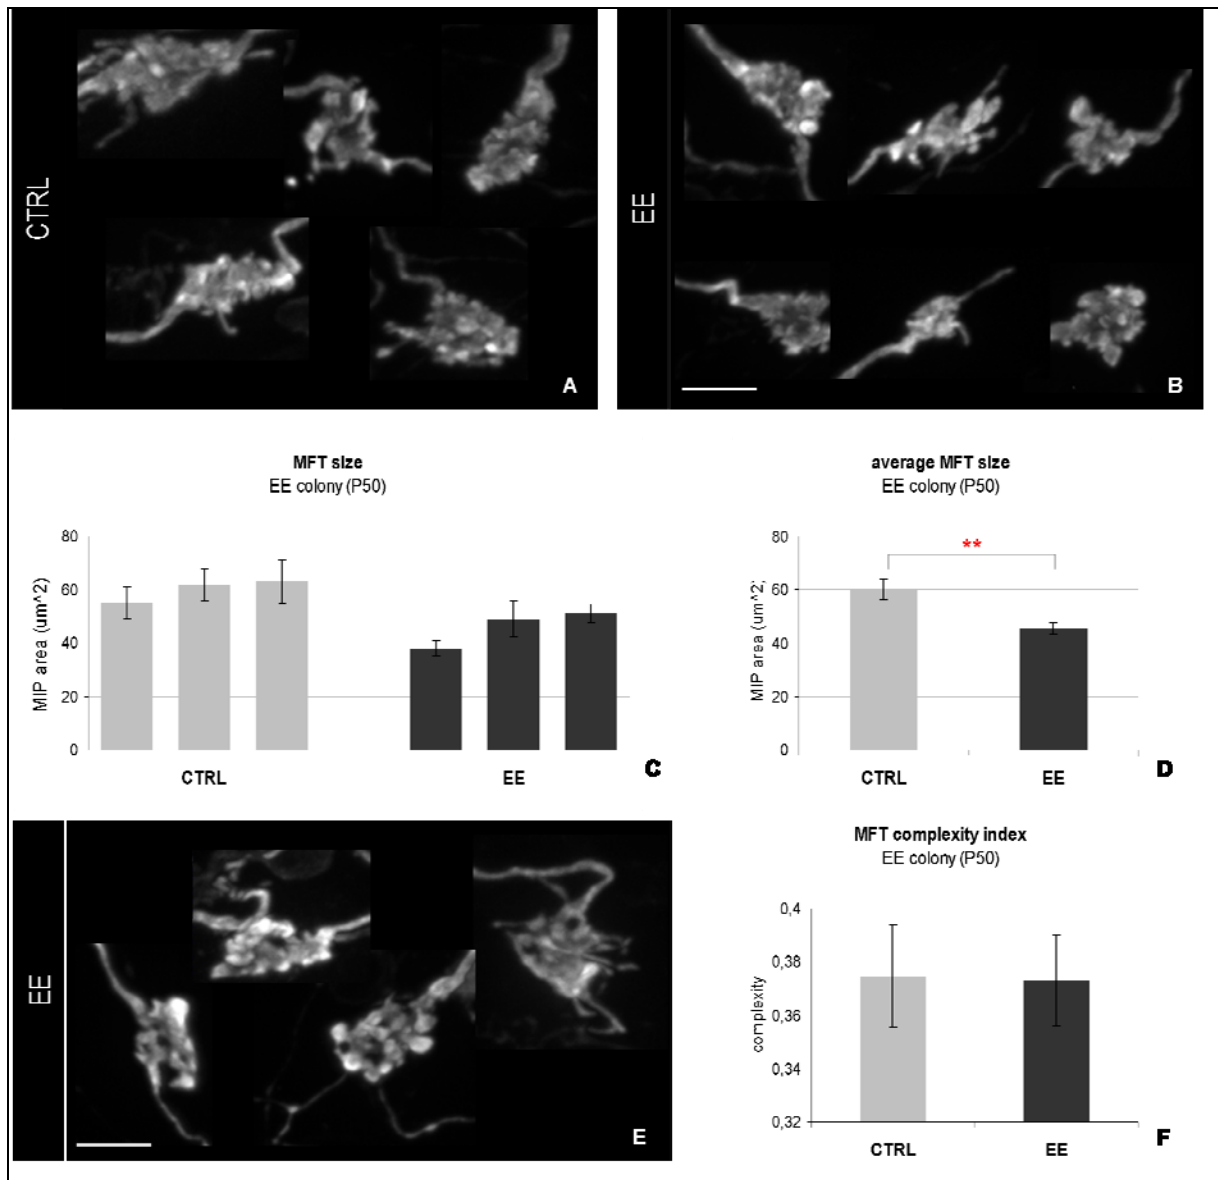 CTRL
A
EE
B
MFT size
EE colony (P50)
MIP area (um^2)
80
60
40
20
0
CTRL
EE
C
average MFT size
EE colony (P50)
MIP area (um^2;
80
60
40
20
0
**
CTRL
EE
D
EE
E
MFT complexity index
EE colony (P50)
complexity
0,4
0,38
0,36
0,34
0,32
CTRL
EE
F